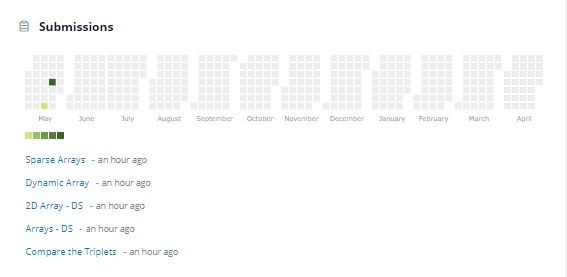 Submissions
May June July August September October November December January February March April
Sparse Arrays - an hour ago
Dynamic Array - an hour ago
2D Array - DS - an hour ago
Arrays - DS - an hour ago
Compare the Triplets - an hour ago